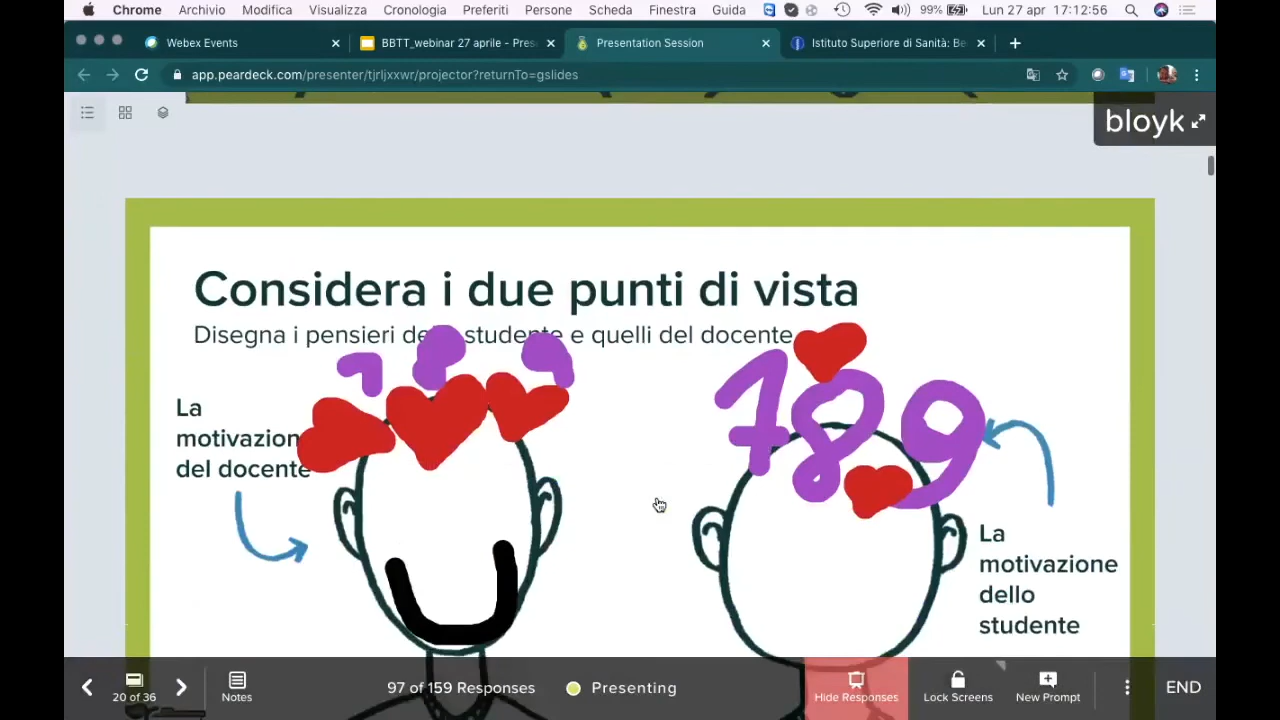 Chrome Archivio Modifica Visualizza Cronologia Preferiti Persone Scheda Finestra Guida 99% Lun 27 apr 17:12:56
Webex Events
BBTT_webinar 27 aprile - Pres
Presentation Session
Istituto Superiore di Sanità: Be
app.peardeck.com/presenter/tjrljxxwr/projector?returnTo=gslides
bloyk
Considera i due punti di vista
Disegna i pensieri studente e quelli del docente
789
La
motivazion
del docente
La
motivazione
dello
studente
20 of 36
Notes
97 of 159 Responses
Presenting
Hide Responses
Lock Screens
New Prompt
END